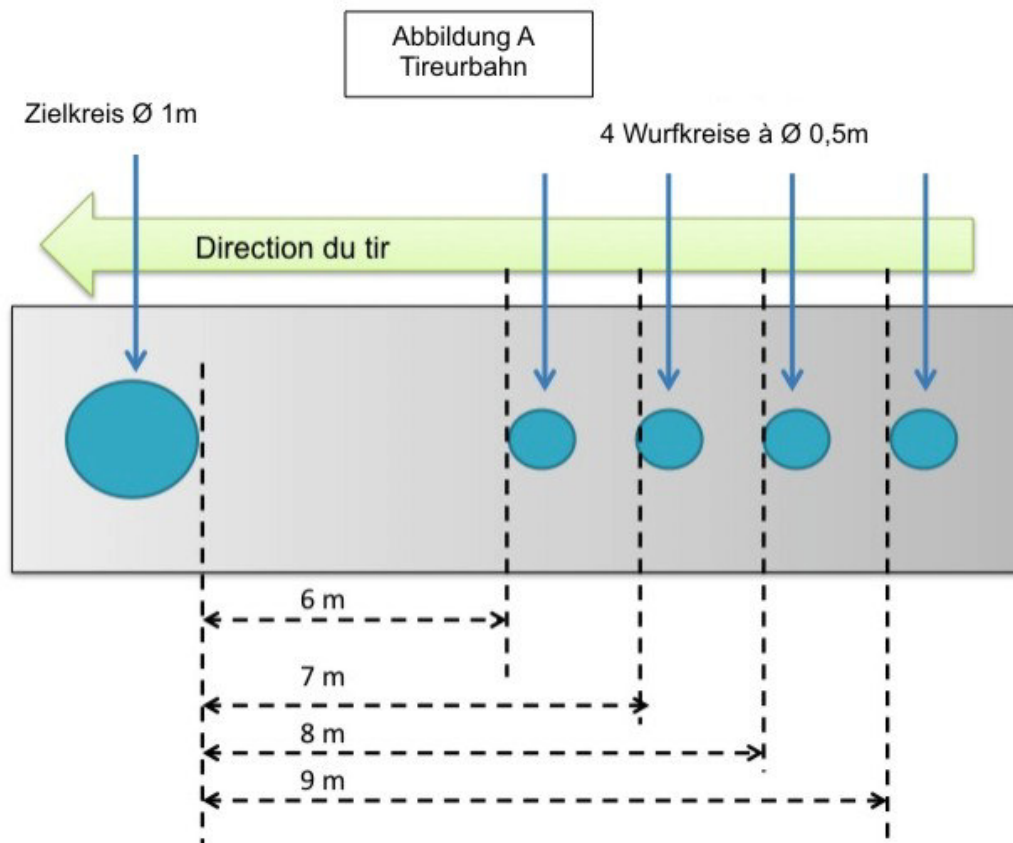 Abbildung A
Tireurbahn
Zielkreis Ø 1m
4 Wurfkreise à Ø 0,5m
Direction du tir
6 m
7 m
8 m
9 m